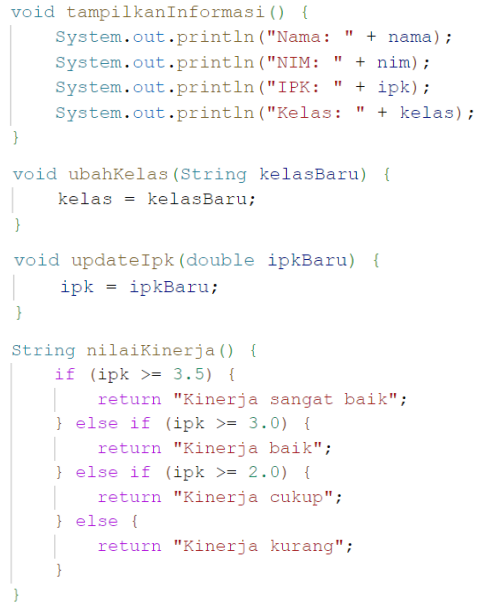 void tampilkanInformasi() {
    System.out.println("Nama: " + nama);
    System.out.println("NIM: " + nim);
    System.out.println("IPK: " + ipk);
    System.out.println("Kelas: " + kelas);
}
void ubahKelas(String kelasBaru) {
    kelas = kelasBaru;
}
void updateIpk(double ipkBaru) {
    ipk = ipkBaru;
}
String nilaiKinerja() {
    if (ipk >= 3.5) {
        return "Kinerja sangat baik";
    } else if (ipk >= 3.0) {
        return "Kinerja baik";
    } else if (ipk >= 2.0) {
        return "Kinerja cukup";
    } else {
        return "Kinerja kurang";
    }
}